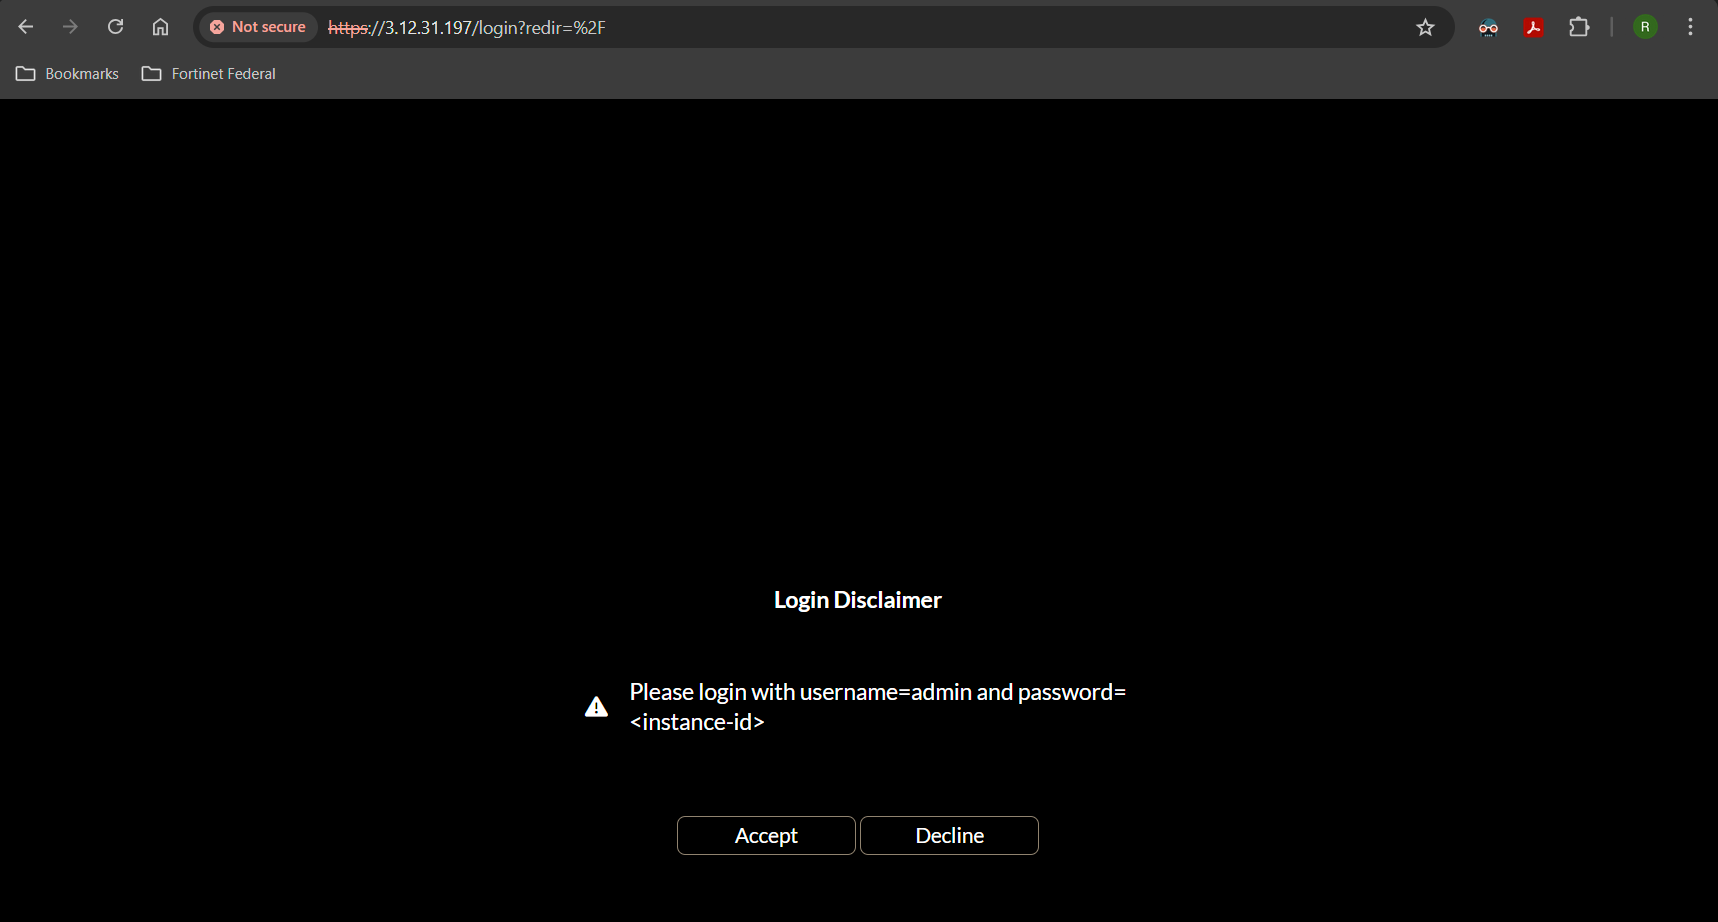 Not secure https://3.12.31.197/login?redir=%2F R
Bookmarks Fortinet Federal
Login Disclaimer
Please login with username=admin and password=
<instance-id>
Accept Decline